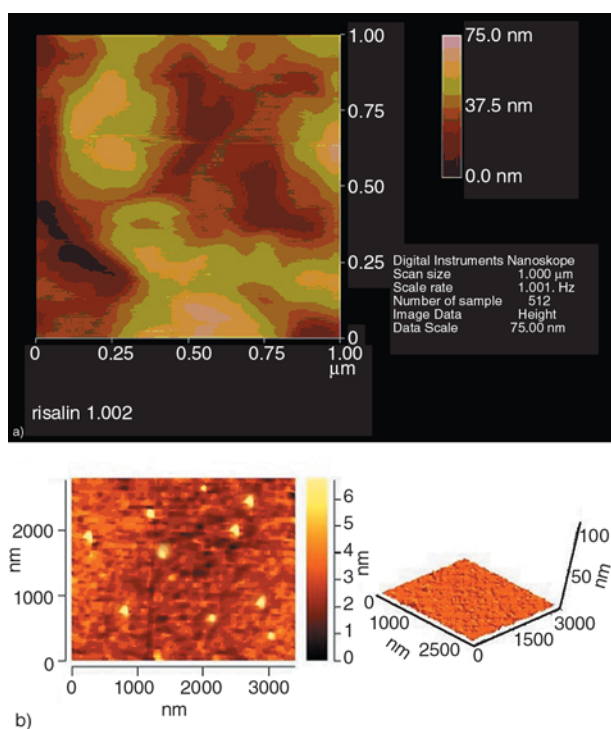 75.0 nm
37.5 nm
0.0 nm
1.00
0.75
0.50
0.25
0
0 0.25 0.50 0.75 1.00
µm
Digital Instruments Nanoskope
Scan size 1.000 µm
Scale rate 1.001. Hz
Number of sample 512
Image Data Height
Data Scale 75.00 nm
risalin 1.002
a)
2000
1000
0
nm
0 1000 2000 3000
nm
6
5
4
3
2
1
0
nm
100
50
nm
0
1000
2500
nm
0
1500
3000
b)